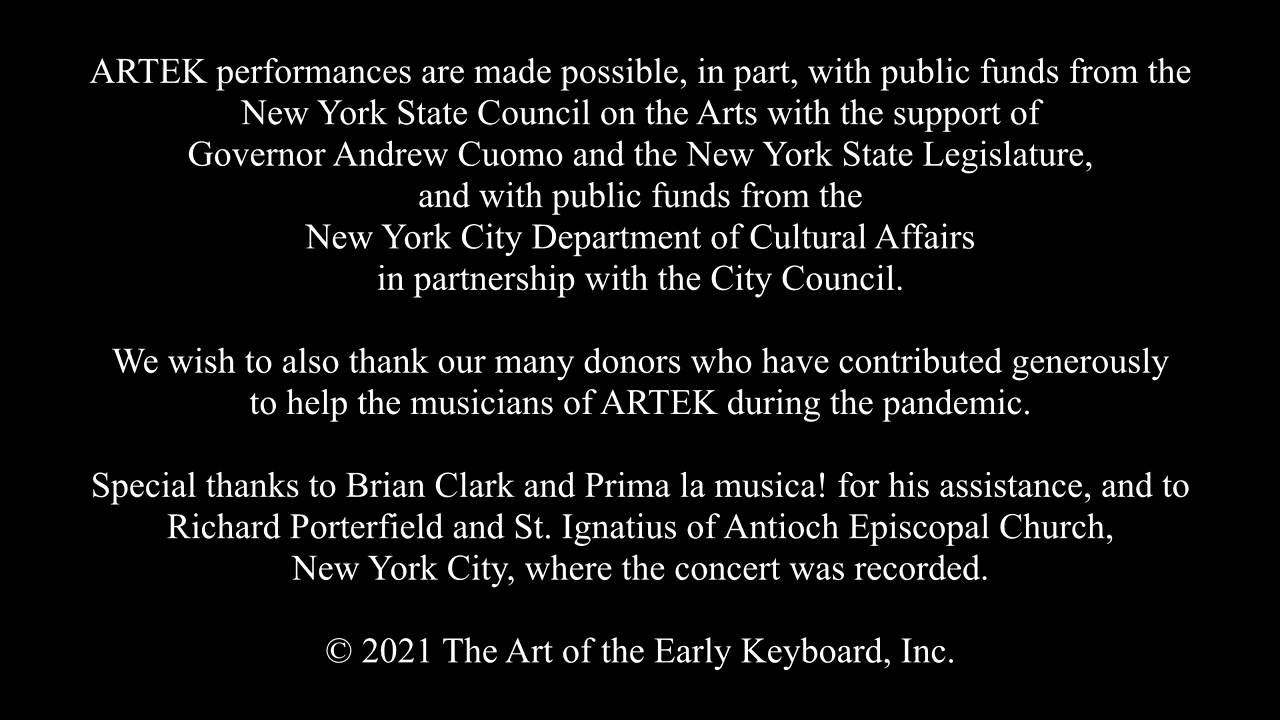 ARTEK performances are made possible, in part, with public funds from the
New York State Council on the Arts with the support of
Governor Andrew Cuomo and the New York State Legislature,
and with public funds from the
New York City Department of Cultural Affairs
in partnership with the City Council.
We wish to also thank our many donors who have contributed generously
to help the musicians of ARTEK during the pandemic.
Special thanks to Brian Clark and Prima la musica! for his assistance, and to
Richard Porterfield and St. Ignatius of Antioch Episcopal Church,
New York City, where the concert was recorded.
© 2021 The Art of the Early Keyboard, Inc.